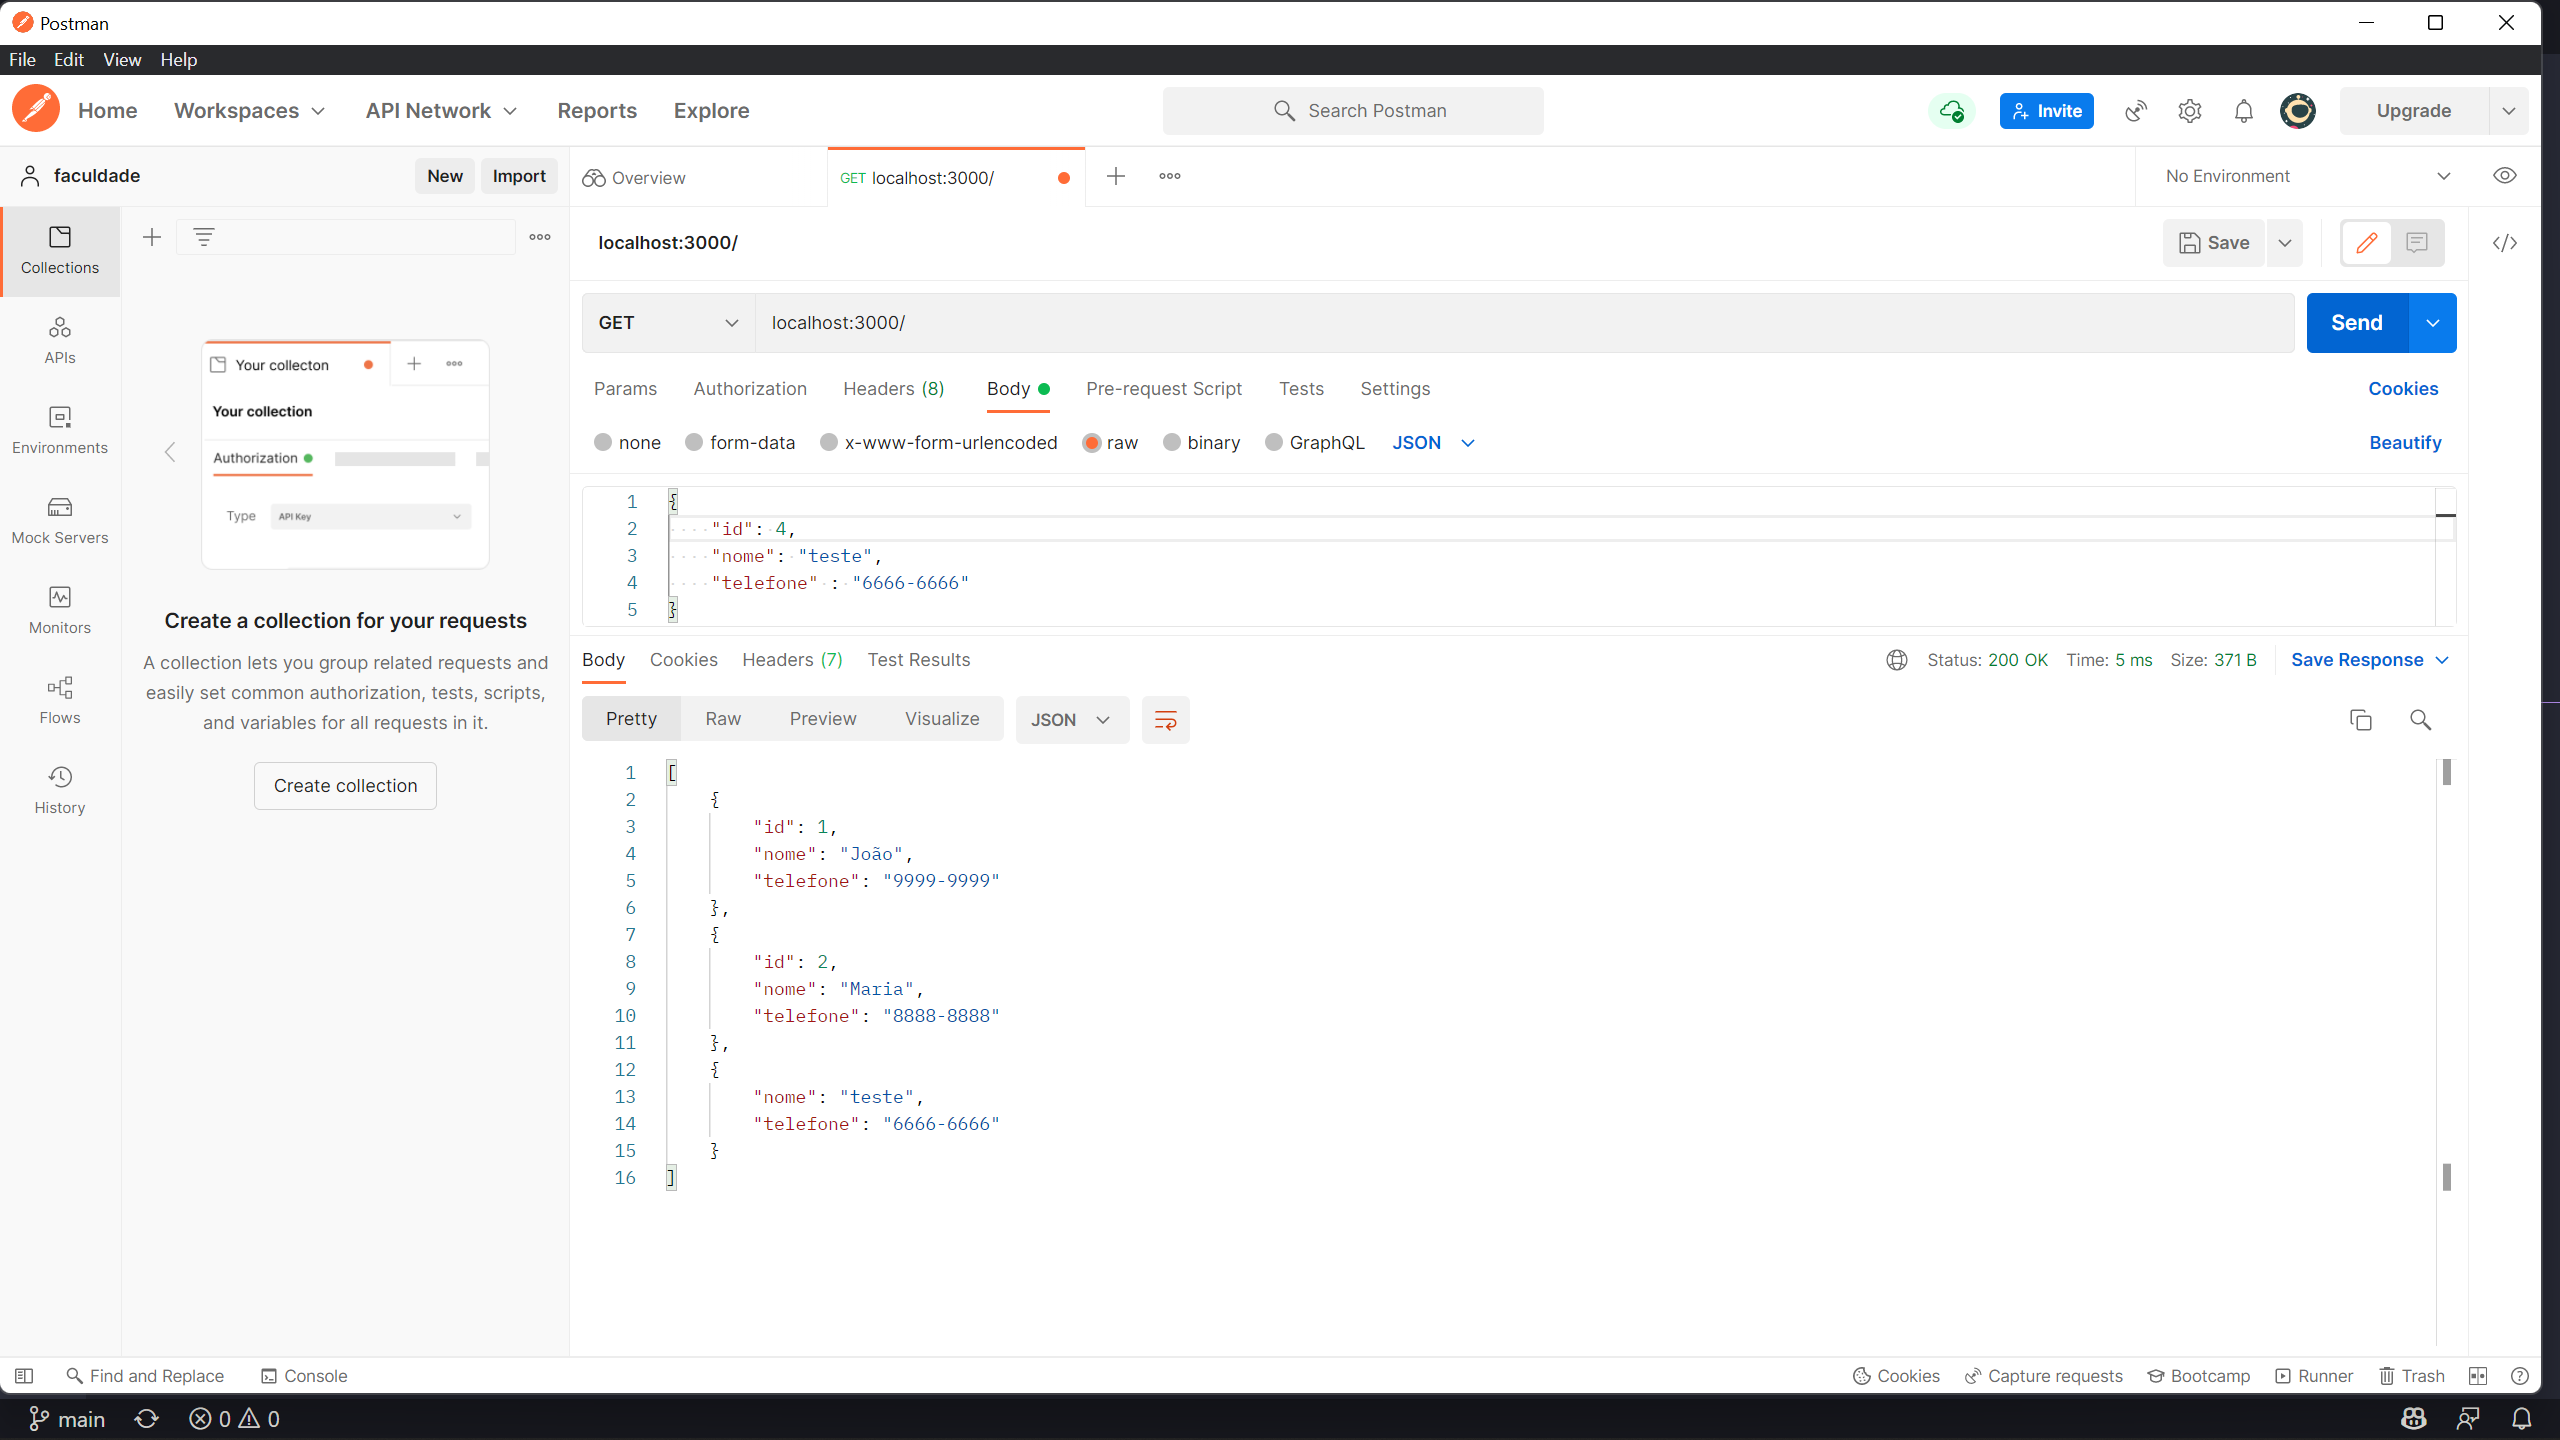 Postman
File Edit View Help
Home Workspaces API Network Reports Explore
Search Postman
Invite
Upgrade
faculdade
New
Import
Overview
GET localhost:3000/
No Environment
Collections
APIs
Environments
Mock Servers
Monitors
Flows
History
Your collecton
Your collection
Authorization
Type
API Key
Create a collection for your requests
A collection lets you group related requests and
easily set common authorization, tests, scripts,
and variables for all requests in it.
Create collection
localhost:3000/
Save
GET
localhost:3000/
Send
Params Authorization Headers (8) Body Pre-request Script Tests Settings
Cookies
none form-data x-www-form-urlencoded raw binary GraphQL JSON
Beautify
1 {
2 "id": 4,
3 "nome": "teste",
4 "telefone" : "6666-6666"
5 }
Body Cookies Headers (7) Test Results
Status: 200 OK Time: 5 ms Size: 371 B
Save Response
Pretty Raw Preview Visualize
JSON
1 [
2 {
3 "id": 1,
4 "nome": "João",
5 "telefone": "9999-9999"
6 },
7 {
8 "id": 2,
9 "nome": "Maria",
10 "telefone": "8888-8888"
11 },
12 {
13 "nome": "teste",
14 "telefone": "6666-6666"
15 }
16 ]
Find and Replace
Console
Cookies
Capture requests
Bootcamp
Runner
Trash
main
0
0